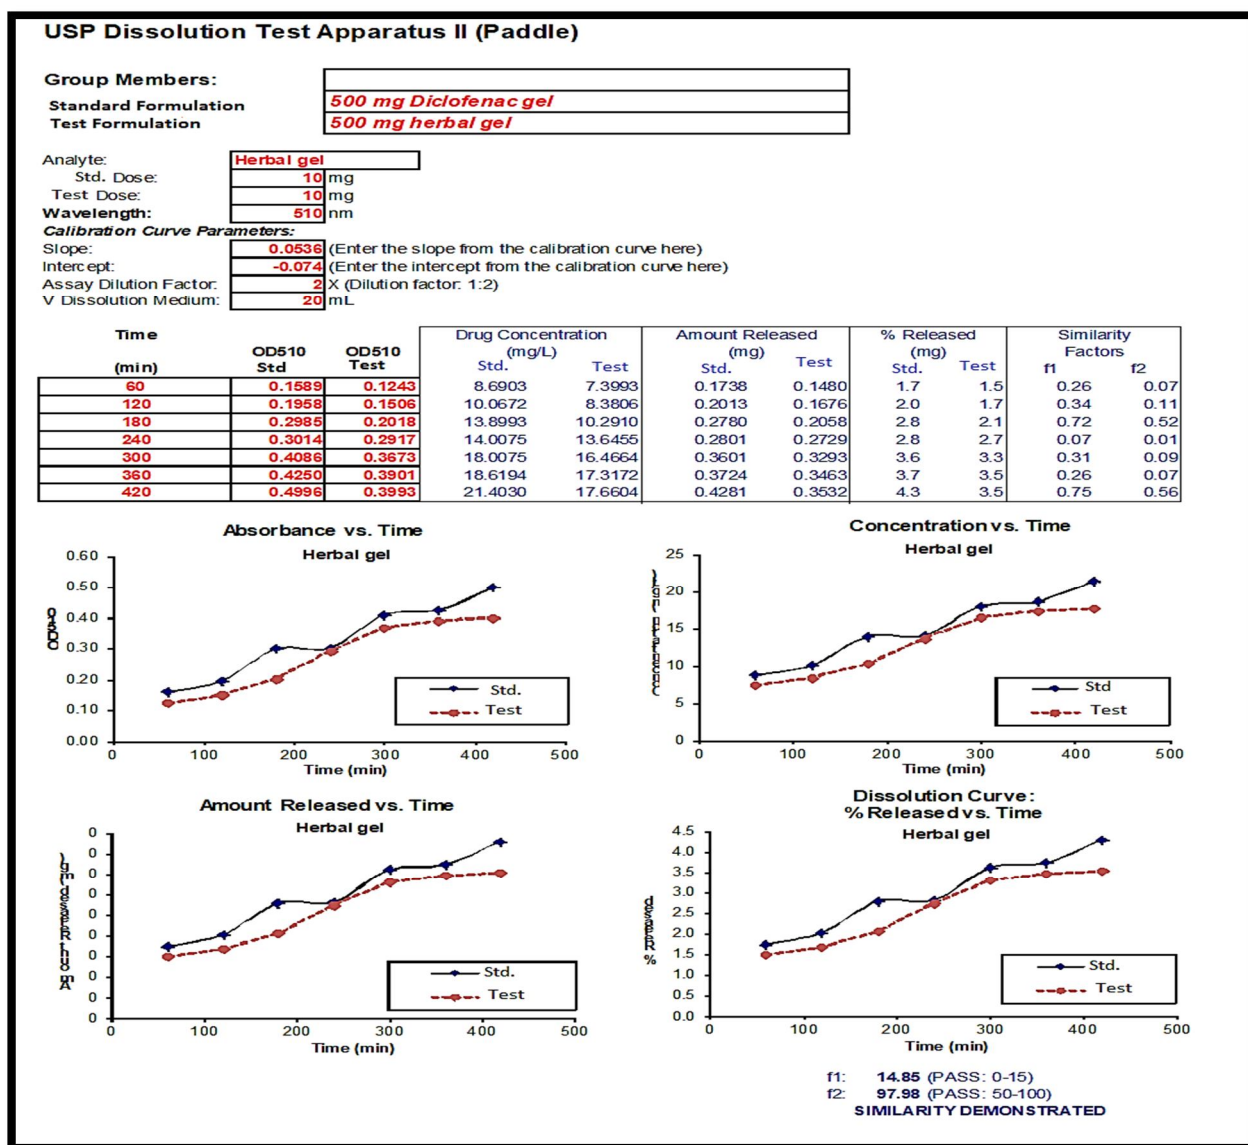 USP Dissolution Test Apparatus II (Paddle)
Group Members:
Standard Formulation 500 mg Diclofenac gel
Test Formulation 500 mg herbal gel
Analyte: Herbal gel
Std. Dose: 10 mg
Test Dose: 10 mg
Wavelength: 510 nm
Calibration Curve Parameters:
Slope: 0.0536 (Enter the slope from the calibration curve here)
Intercept: -0.074 (Enter the intercept from the calibration curve here)
Assay Dilution Factor: 2 X (Dilution factor: 1:2)
V Dissolution Medium: 20 mL
Time Drug Concentration Amount Released % Released Similarity
(mg/L) (mg) (mg) Factors
(min) OD510 Std OD510 Test Std. Test Std. Test Std. Test f1 f2
60 0.1589 0.1243 8.6903 7.3993 0.1738 0.1480 1.7 1.5 0.26 0.07
120 0.1958 0.1506 10.0672 8.3806 0.2013 0.1676 2.0 1.7 0.34 0.11
180 0.2985 0.2018 13.8993 10.2910 0.2780 0.2058 2.8 2.1 0.72 0.52
240 0.3014 0.2917 14.0075 13.6455 0.2801 0.2729 2.8 2.7 0.07 0.01
300 0.4086 0.3673 18.0075 16.4664 0.3601 0.3293 3.6 3.3 0.31 0.09
360 0.4250 0.3901 18.6194 17.3172 0.3724 0.3463 3.7 3.5 0.26 0.07
420 0.4996 0.3993 21.4030 17.6604 0.4281 0.3532 4.3 3.5 0.75 0.56
Absorbance vs. Time
Herbal gel
0.60
0.50
0.40
0.30
0.20
0.10
0.00
OD510
Std.
Test
0 100 200 300 400 500
Time (min)
Concentration vs. Time
Herbal gel
25
20
15
10
5
0
Std
Test
0 100 200 300 400 500
Time (min)
Amount Released vs. Time
Herbal gel
0
0
0
0
0
0
0
0
0
0
Std.
Test
0 100 200 300 400 500
Time (min)
Dissolution Curve:
% Released vs. Time
Herbal gel
4.5
4.0
3.5
3.0
2.5
2.0
1.5
1.0
0.5
0.0
% Released
Std.
Test
0 100 200 300 400 500
Time (min)
f1: 14.85 (PASS: 0-15)
f2: 97.98 (PASS: 50-100)
SIMILARITY DEMONSTRATED